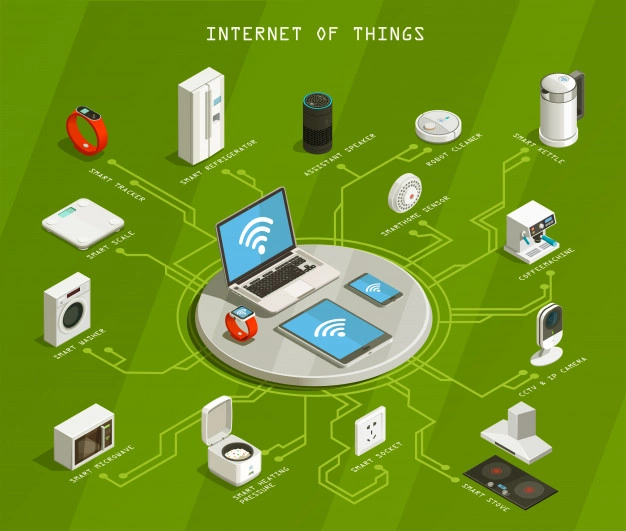 INTERNET OF THINGS
SMART TRACKER
SMART REFRIGERATOR
ASSISTANT SPEAKER
ROBOT CLEANER
SMART KETTLE
SMART SCALE
SMARTHOME SENSOR
COFFEEMACHINE
SMART WASHER
CCTV & IP CAMERA
SMART MICROWAVE
SMART HEATING
PRESSURE
SMART SOCKET
SMART STOVE